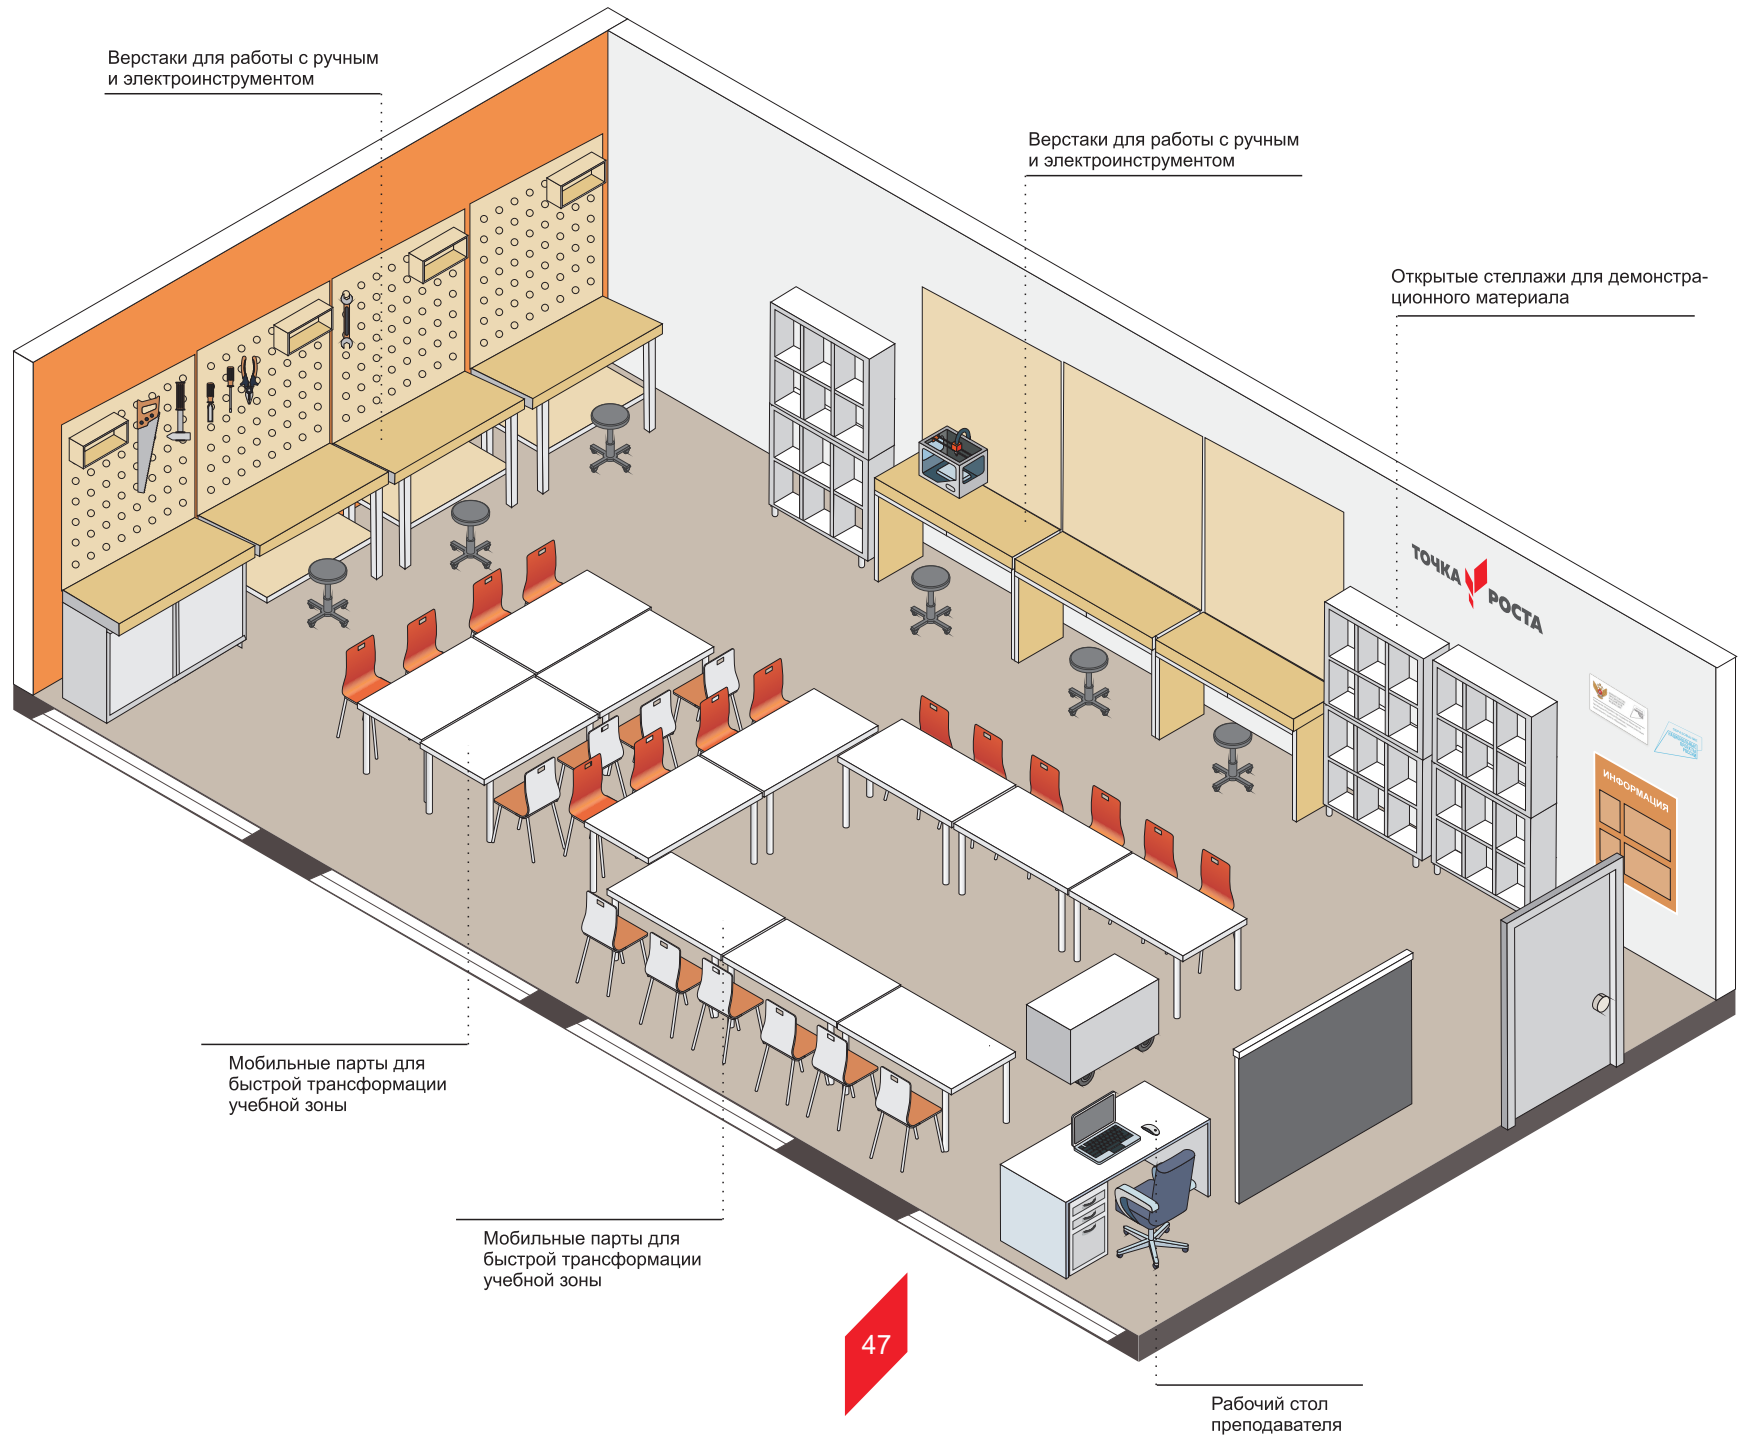 Верстаки для работы с ручным
и электроинструментом
Верстаки для работы с ручным
и электроинструментом
Открытые стеллажи для демонстра-
ционного материала
ТОЧКА
РОСТА
ИНФОРМАЦИЯ
Мобильные парты для
быстрой трансформации
учебной зоны
Мобильные парты для
быстрой трансформации
учебной зоны
47
Рабочий стол
преподавателя